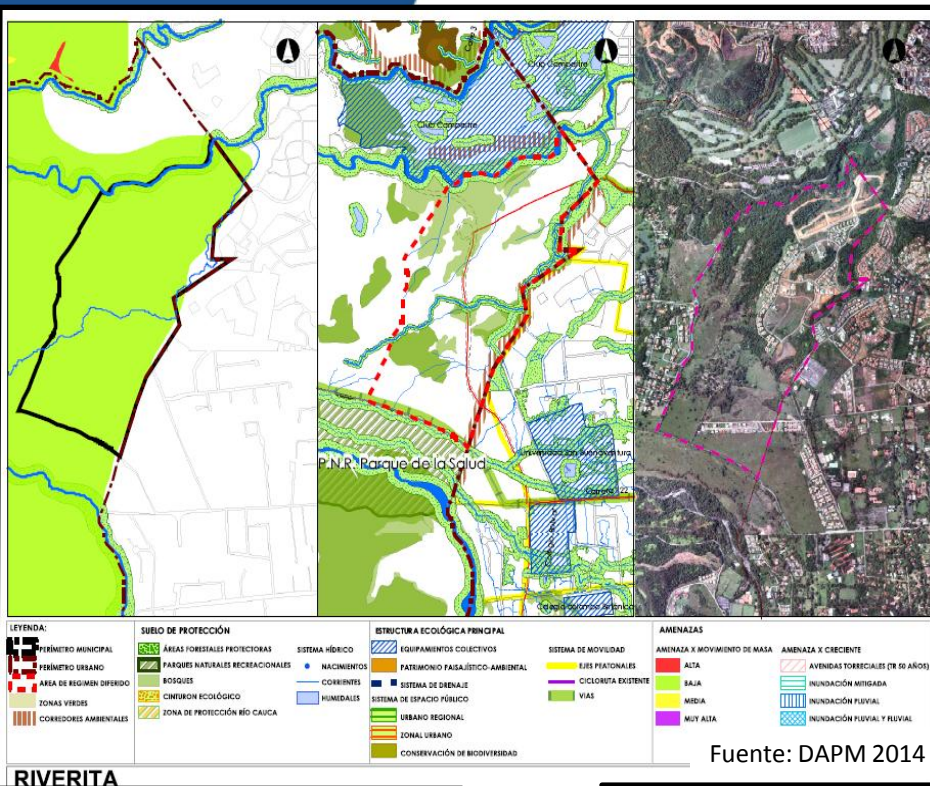 Club Campestre
Club Campestre
P.N.R. Parque de la Salud
Universidad San Buenaventura
Carrera 122
LEYENDA:
PERÍMETRO MUNICIPAL
PERÍMETRO URBANO
AREA DE REGIMEN DIFERIDO
ZONAS VERDES
CORREDORES AMBIENTALES
SUELO DE PROTECCIÓN
ÁREAS FORESTALES PROTECTORAS
PARQUES NATURALES RECREACIONALES
BOSQUES
CINTURON ECOLÓGICO
ZONA DE PROTECCIÓN RÍO CAUCA
SISTEMA HÍDRICO
NACIMIENTOS
CORRIENTES
HUMEDALES
ESTRUCTURA ECOLÓGICA PRINCIPAL
EQUIPAMIENTOS COLECTIVOS
PATRIMONIO PAISAJÍSTICO-AMBIENTAL
SISTEMA DE DRENAJE
SISTEMA DE ESPACIO PÚBLICO
URBANO REGIONAL
ZONAL URBANO
CONSERVACIÓN DE BIODIVERSIDAD
SISTEMA DE MOVILIDAD
EJES PEATONALES
CICLORUTA EXISTENTE
VIAS
AMENAZAS
AMENAZA X MOVIMIENTO DE MASA
ALTA
BAJA
MEDIA
MUY ALTA
AMENAZA X CRECIENTE
AVENIDAS TORRECIALES (TR 50 AÑOS)
INUNDACIÓN MITIGADA
INUNDACIÓN PLUVIAL
INUNDACIÓN PLUVIAL Y FLUVIAL
Fuente: DAPM 2014
RIVERITA